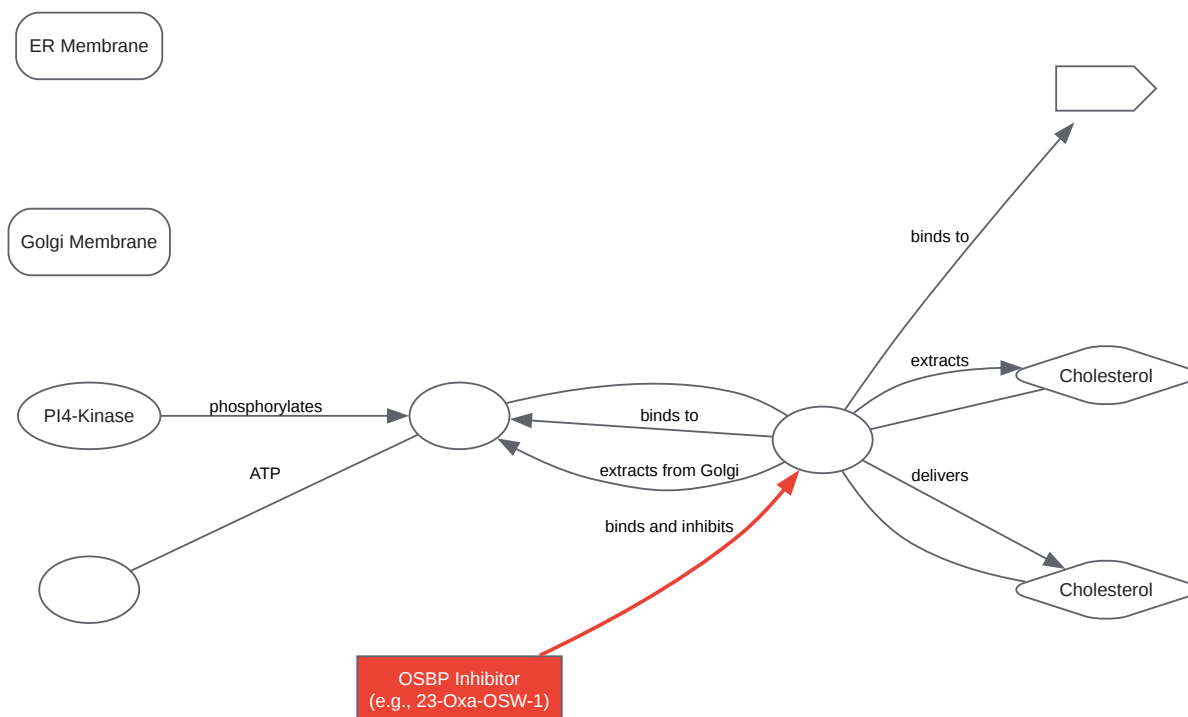 ER Membrane
binds to
Golgi Membrane
extracts
Cholesterol
PI4-Kinase
phosphorylates
binds to
ATP
extracts from Golgi
delivers
binds and inhibits
Cholesterol
OSBP Inhibitor
(e.g., 23-Oxa-OSW-1)